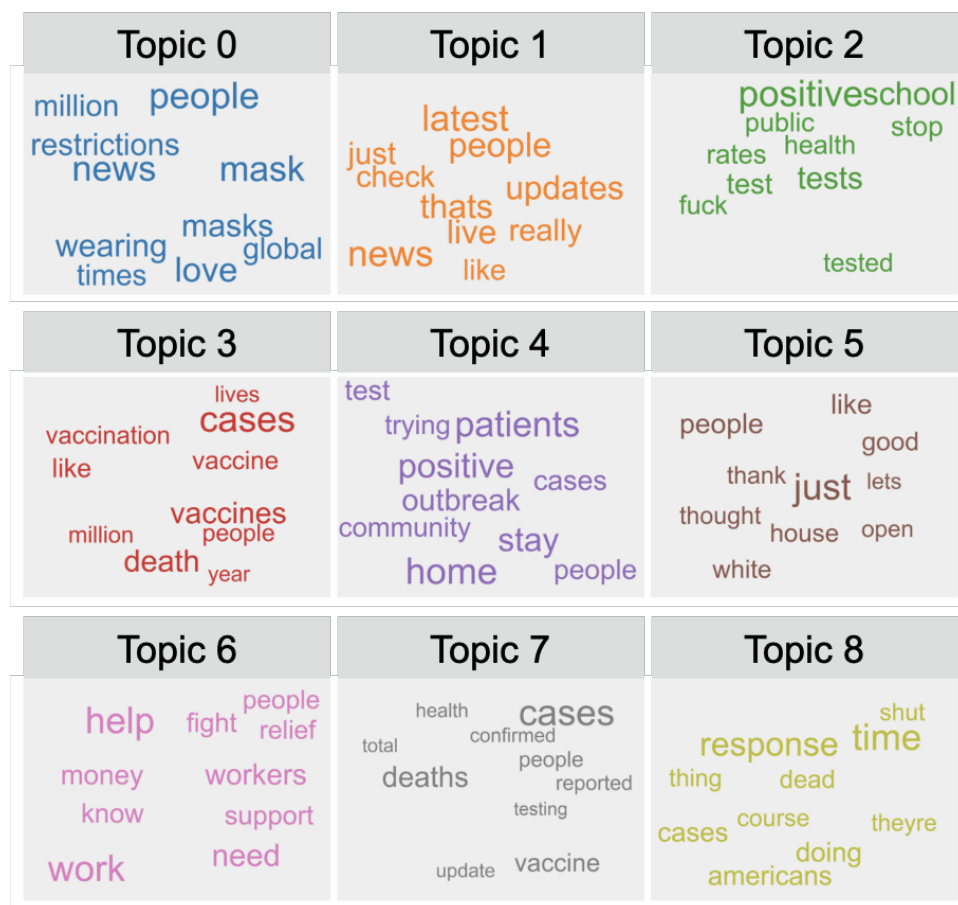 Topic 0
million people
restrictions
news mask
masks
wearing global
times love
Topic 1
latest
just people
check
updates
thats
live really
news
like
Topic 2
positive school
public stop
rates health
test tests
fuck
tested
Topic 3
lives
cases
vaccination
like vaccine
vaccines
million people
death year
Topic 4
test
trying patients
positive
cases
outbreak
community
stay
home people
Topic 5
like
people
good
thank just lets
thought
house open
white
Topic 6
people
help fight relief
money workers
know support
need
work
Topic 7
health cases
confirmed
total
people
deaths reported
testing
update vaccine
Topic 8
shut
response time
thing dead
course theyre
cases
doing
americans